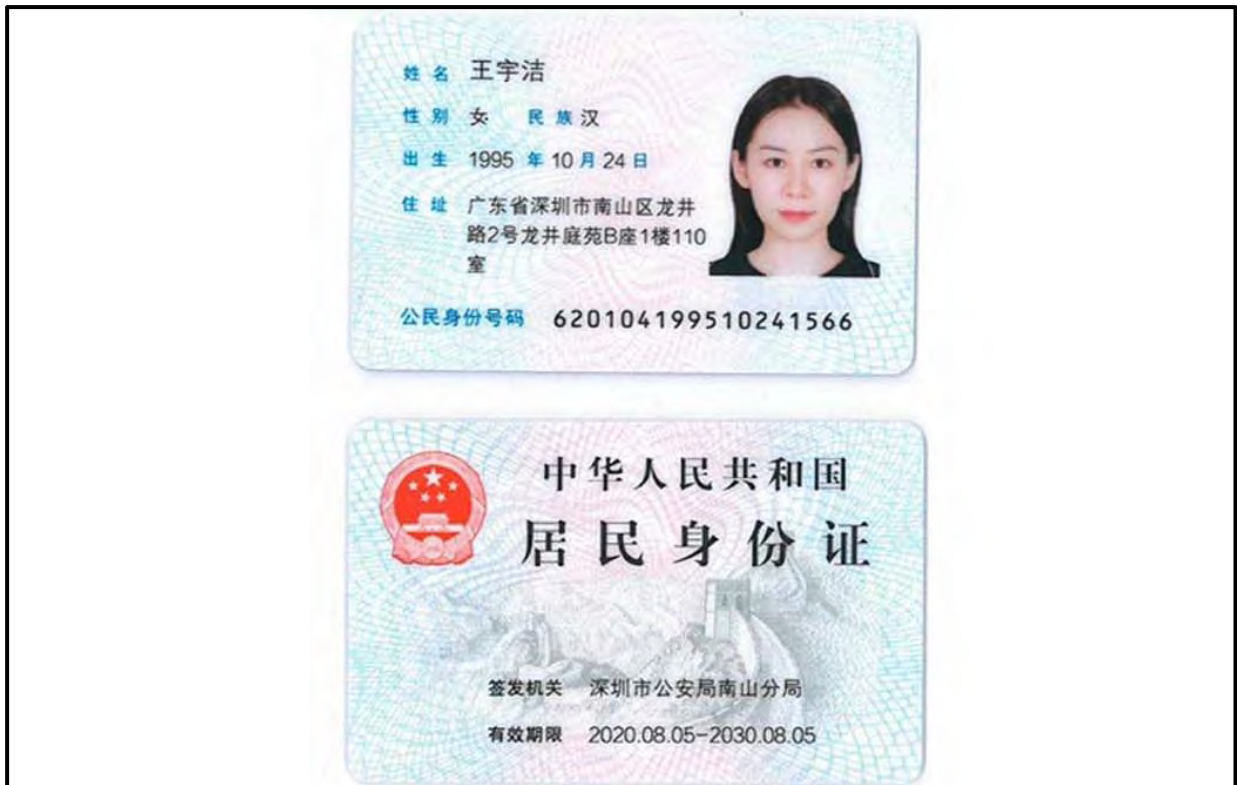 姓名 王宇洁
性别 女 民族 汉
出生 1995 年 10 月 24 日
住址 广东省深圳市南山区龙井
路2号龙井庭苑B座1楼110
室
公民身份号码 620104199510241566
中华人民共和国
居民身份证
签发机关 深圳市公安局南山分局
有效期限 2020.08.05-2030.08.05